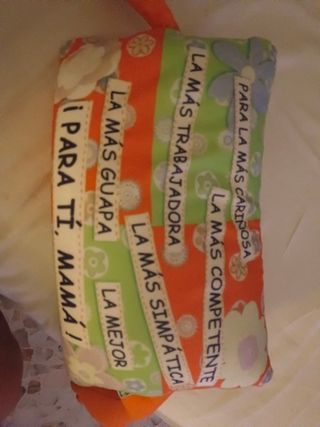 PARA LA MÁS CARIÑOSA
LA MÁS TRABAJADORA
LA MÁS COMPETENTE
LA MÁS GUAPA
LA MÁS SIMPÁTICA
LA MEJOR
¡ PARA TÍ, MAMÁ !